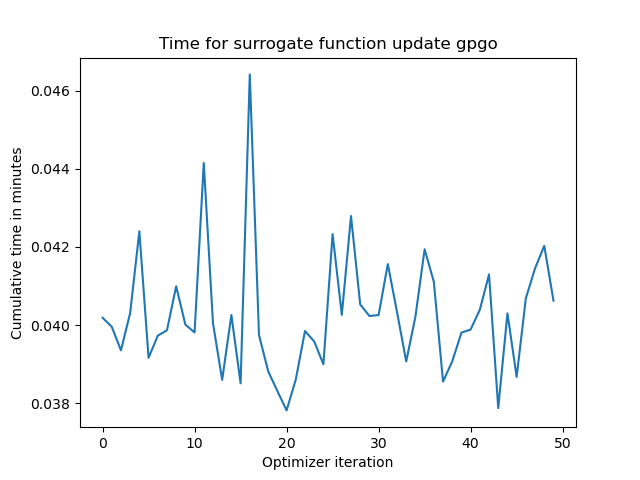 Time for surrogate function update gpgo
Cumulative time in minutes
0.046
0.044
0.042
0.040
0.038
0 10 20 30 40 50
Optimizer iteration